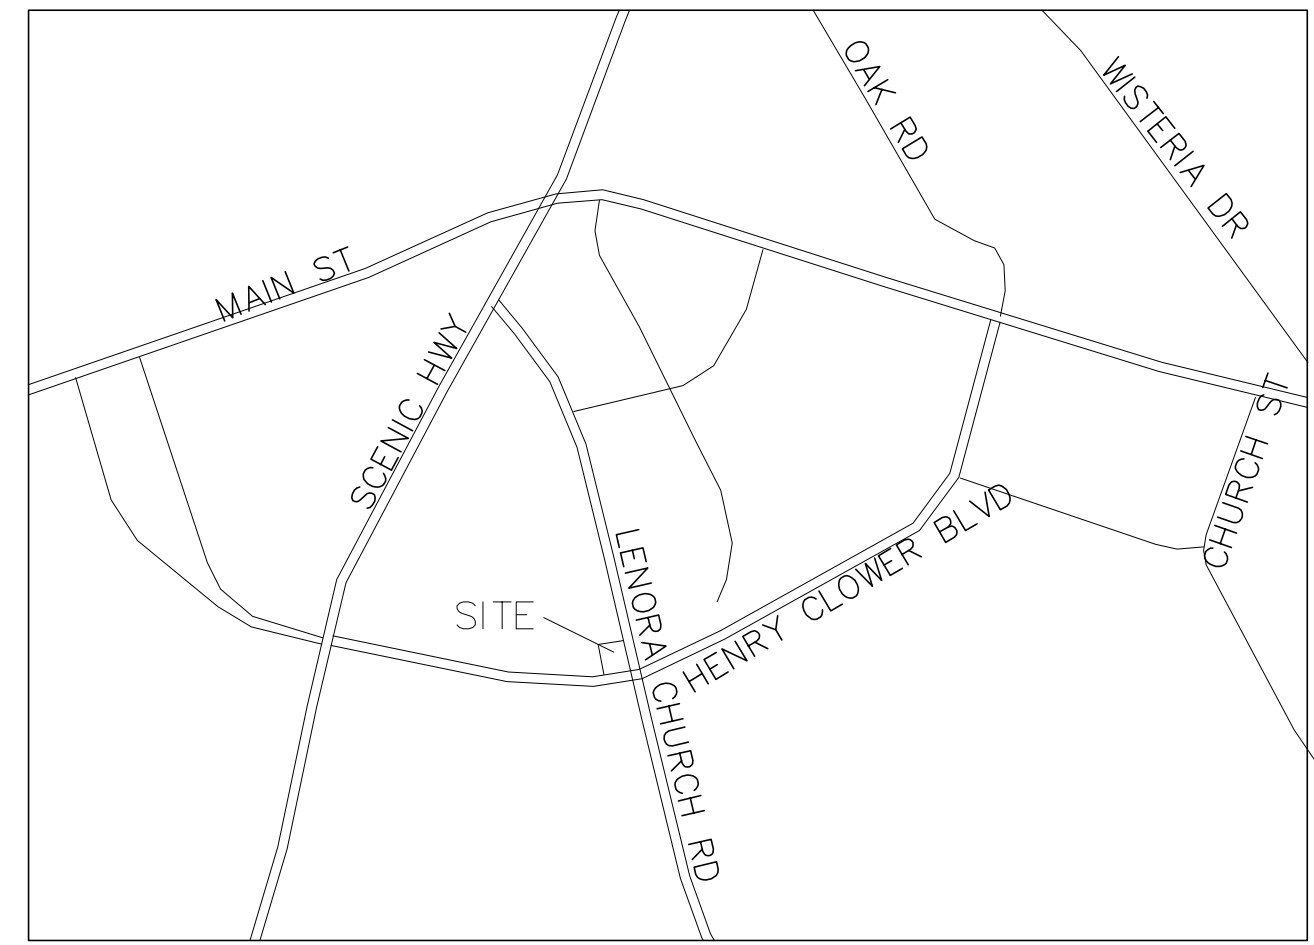 OAK RD
WISTERIA DR
MAIN ST
SCENIC HWY
CHURCH ST
LENORA CHURCH RD
HENRY CLOWER BLVD
SITE